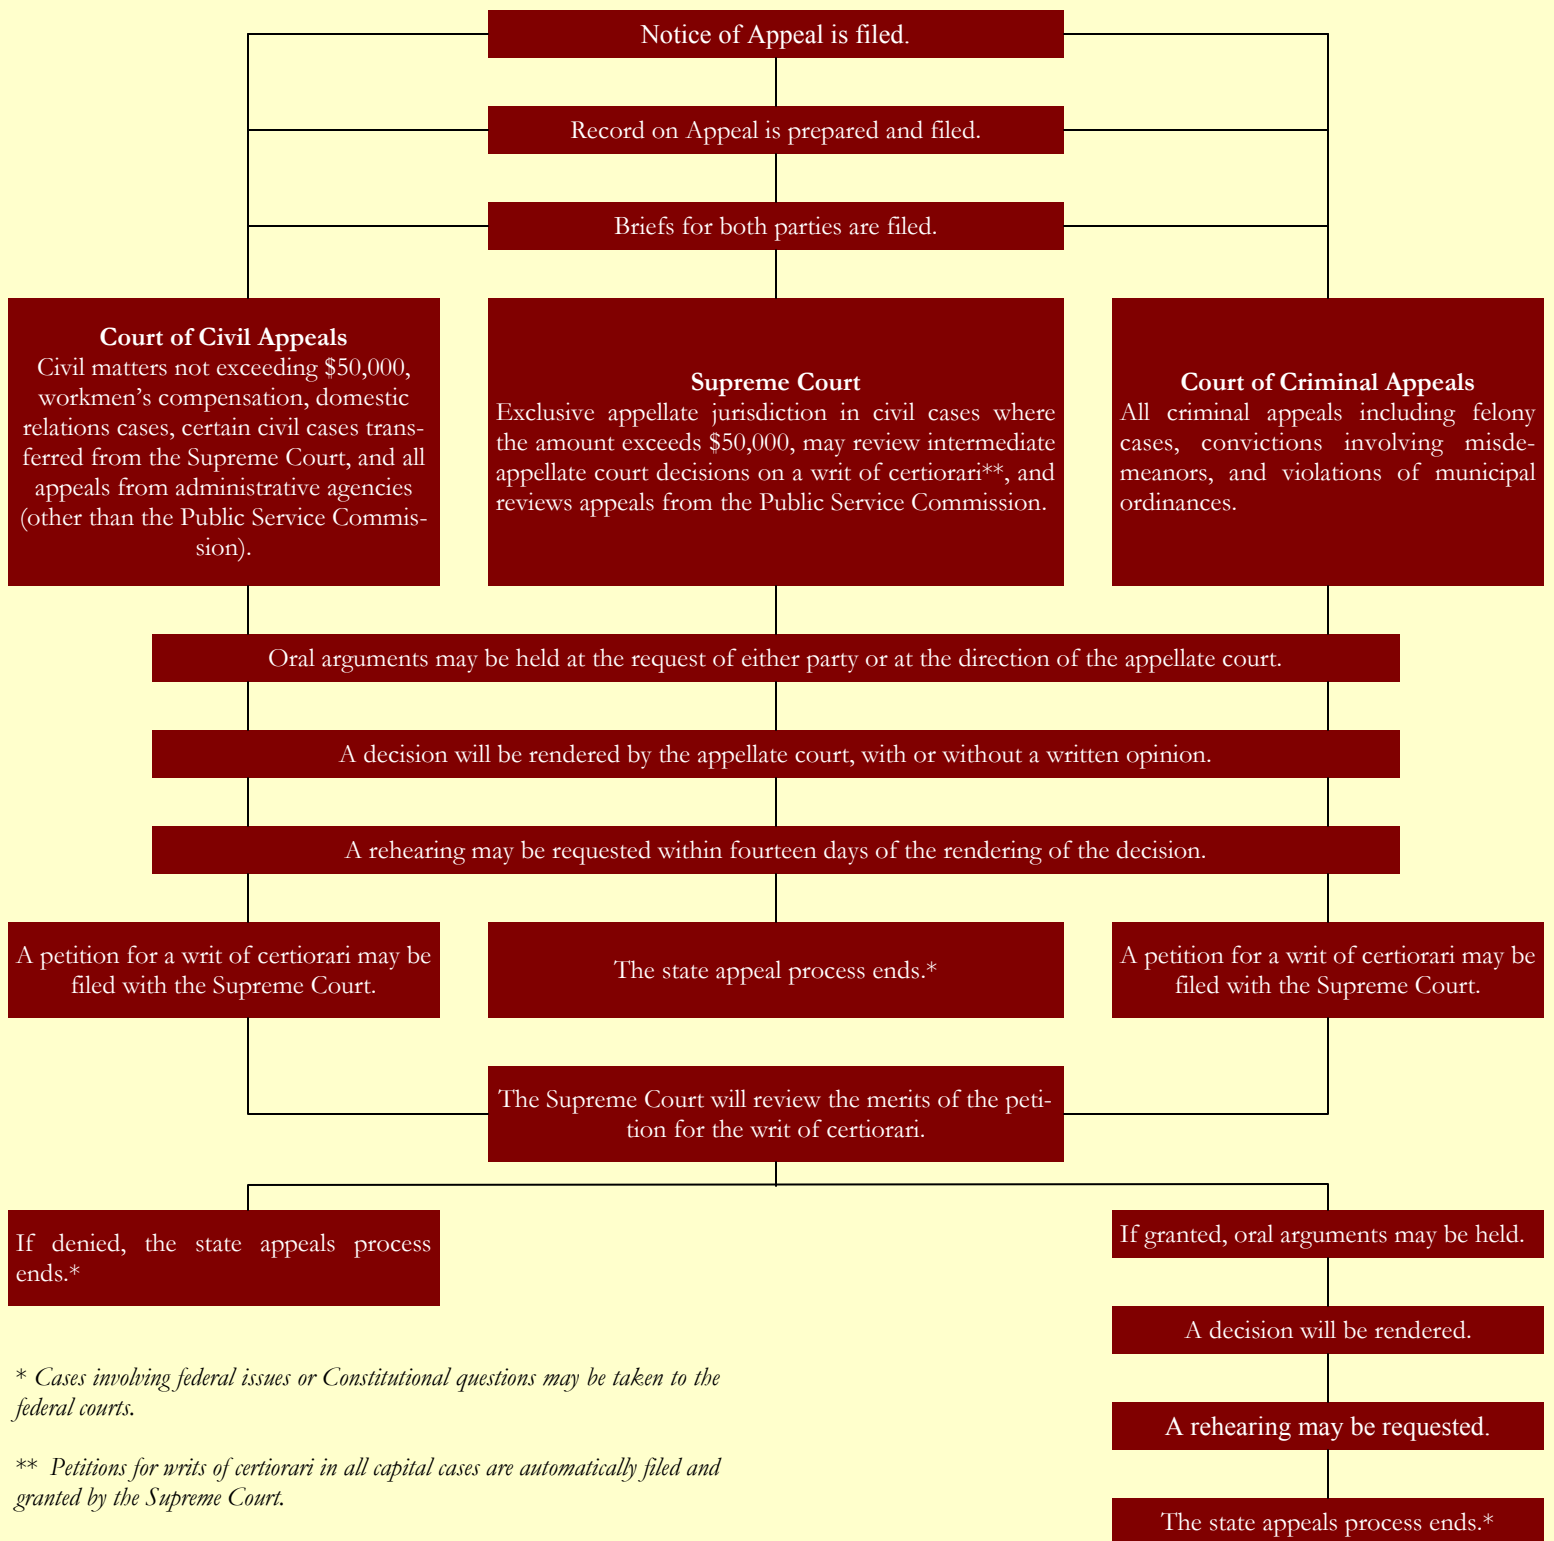 Notice of Appeal is filed.
Record on Appeal is prepared and filed.
Briefs for both parties are filed.
Court of Civil Appeals
Civil matters not exceeding $50,000,
workmen’s compensation, domestic
relations cases, certain civil cases trans-
ferred from the Supreme Court, and all
appeals from administrative agencies
(other than the Public Service Commis-
sion).
Supreme Court
Exclusive appellate jurisdiction in civil cases where
the amount exceeds $50,000, may review intermediate
appellate court decisions on a writ of certiorari**, and
reviews appeals from the Public Service Commission.
Court of Criminal Appeals
All criminal appeals including felony
cases, convictions involving misde-
meanors, and violations of municipal
ordinances.
Oral arguments may be held at the request of either party or at the direction of the appellate court.
A decision will be rendered by the appellate court, with or without a written opinion.
A rehearing may be requested within fourteen days of the rendering of the decision.
A petition for a writ of certiorari may be
filed with the Supreme Court.
The state appeal process ends.*
A petition for a writ of certiorari may be
filed with the Supreme Court.
The Supreme Court will review the merits of the peti-
tion for the writ of certiorari.
If denied, the state appeals process
ends.*
If granted, oral arguments may be held.
A decision will be rendered.
A rehearing may be requested.
The state appeals process ends.*
* Cases involving federal issues or Constitutional questions may be taken to the
federal courts.
** Petitions for writs of certiorari in all capital cases are automatically filed and
granted by the Supreme Court.